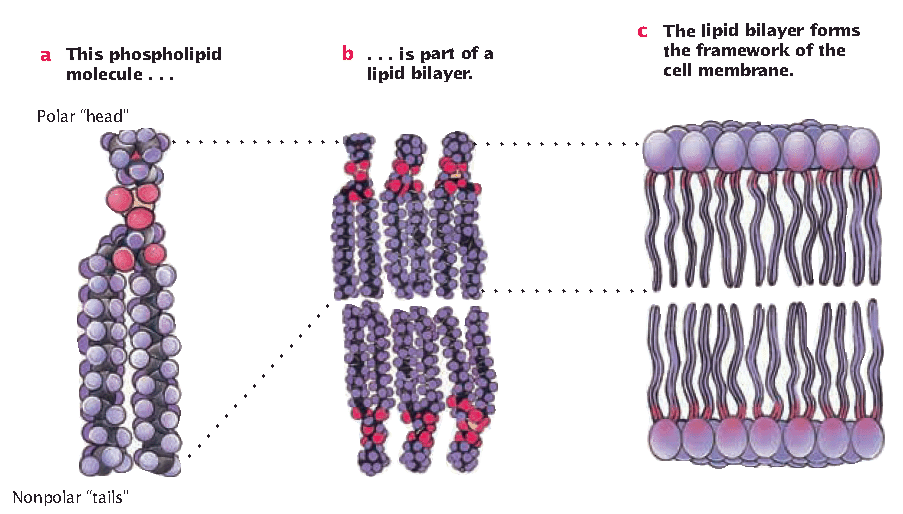 a This phospholipid
molecule . . .
b . . . is part of a
lipid bilayer.
c The lipid bilayer forms
the framework of the
cell membrane.
Polar "head"
Nonpolar "tails"